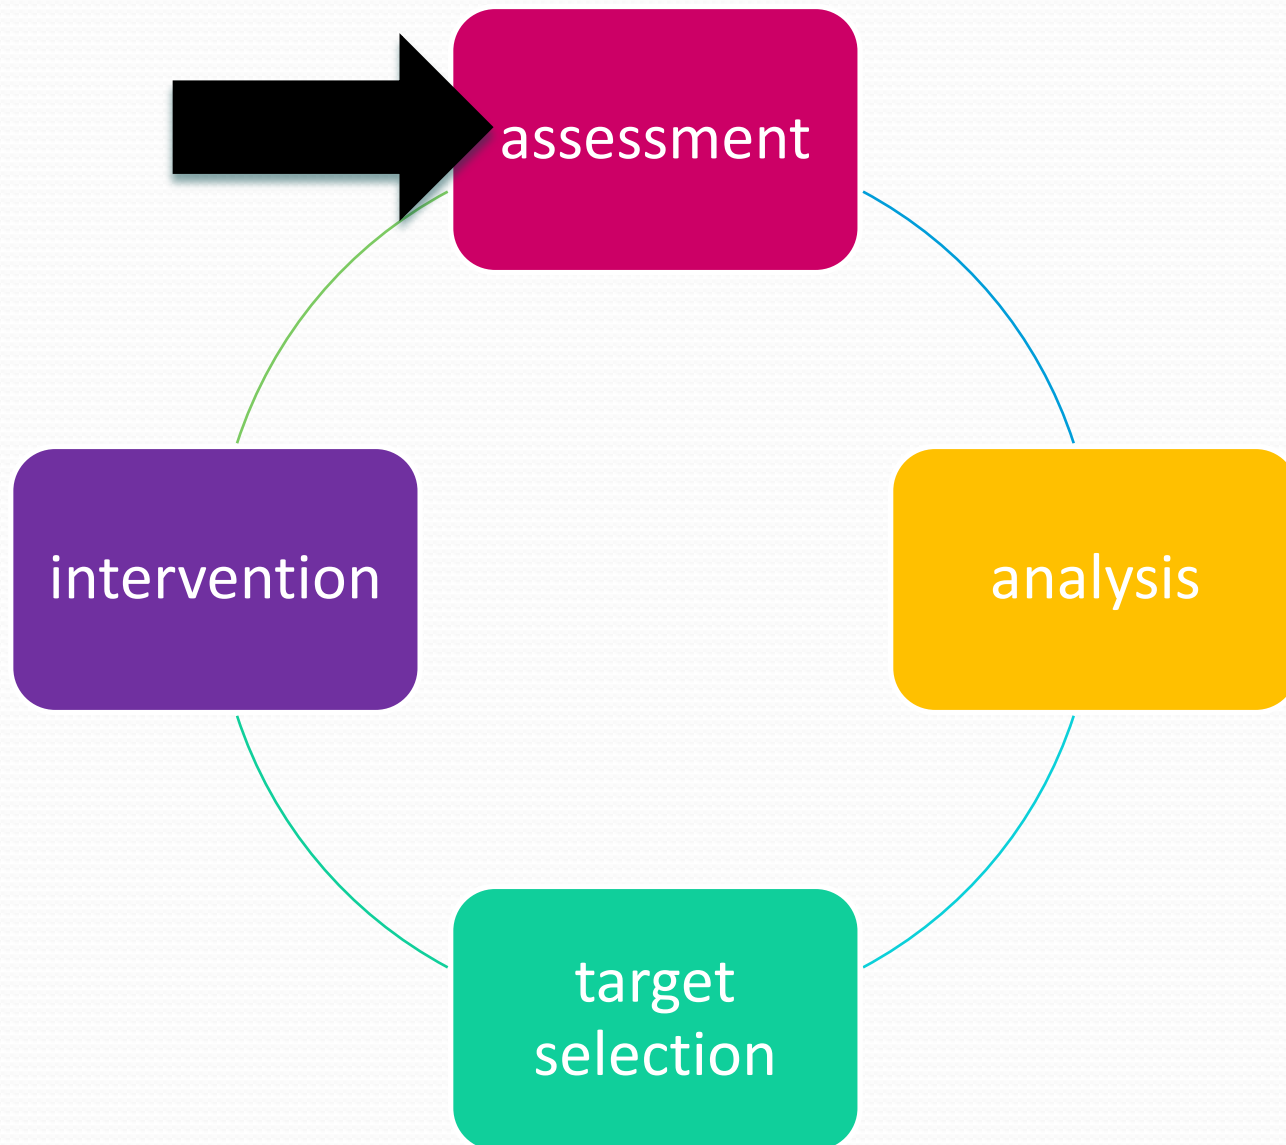 assessment
analysis
target
selection
intervention